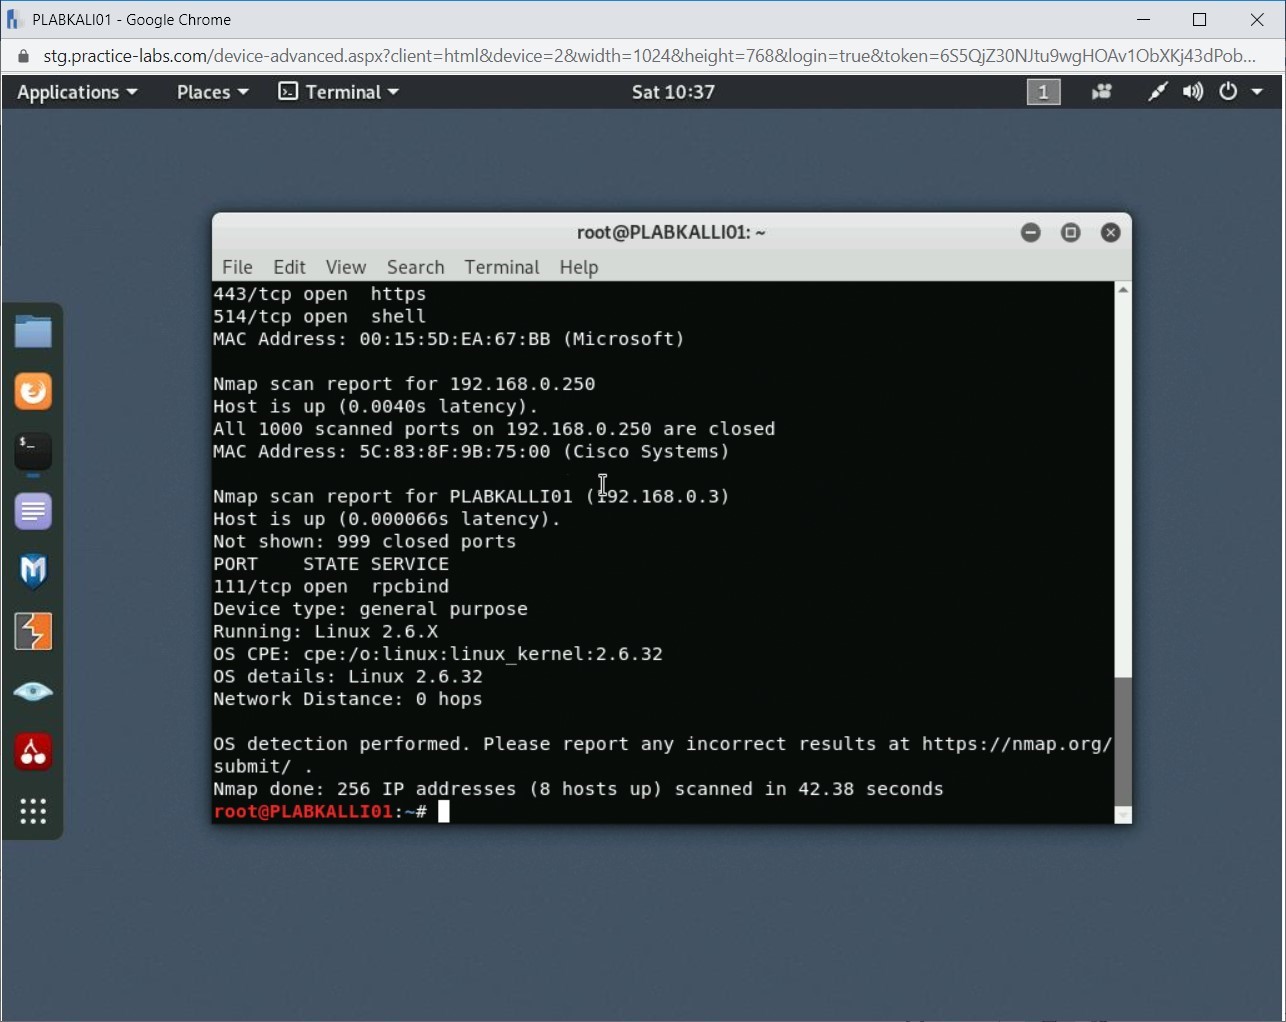 PLABKALI01 - Google Chrome
stg.practice-labs.com/device-advanced.aspx?client=html&device=2&width=1024&height=768&login=true&token=6S5QjZ30NJtu9wgHOAv1ObXKj43dPob...
Applications Places Terminal Sat 10:37 1
root@PLABKALLI01: ~
File Edit View Search Terminal Help
443/tcp open  https
514/tcp open  shell
MAC Address: 00:15:5D:EA:67:BB (Microsoft)
Nmap scan report for 192.168.0.250
Host is up (0.0040s latency).
All 1000 scanned ports on 192.168.0.250 are closed
MAC Address: 5C:83:8F:9B:75:00 (Cisco Systems)
Nmap scan report for PLABKALLI01 (192.168.0.3)
Host is up (0.000066s latency).
Not shown: 999 closed ports
PORT    STATE SERVICE
111/tcp open  rpcbind
Device type: general purpose
Running: Linux 2.6.X
OS CPE: cpe:/o:linux:linux_kernel:2.6.32
OS details: Linux 2.6.32
Network Distance: 0 hops
OS detection performed. Please report any incorrect results at https://nmap.org/
submit/ .
Nmap done: 256 IP addresses (8 hosts up) scanned in 42.38 seconds
root@PLABKALLI01:~#
$_